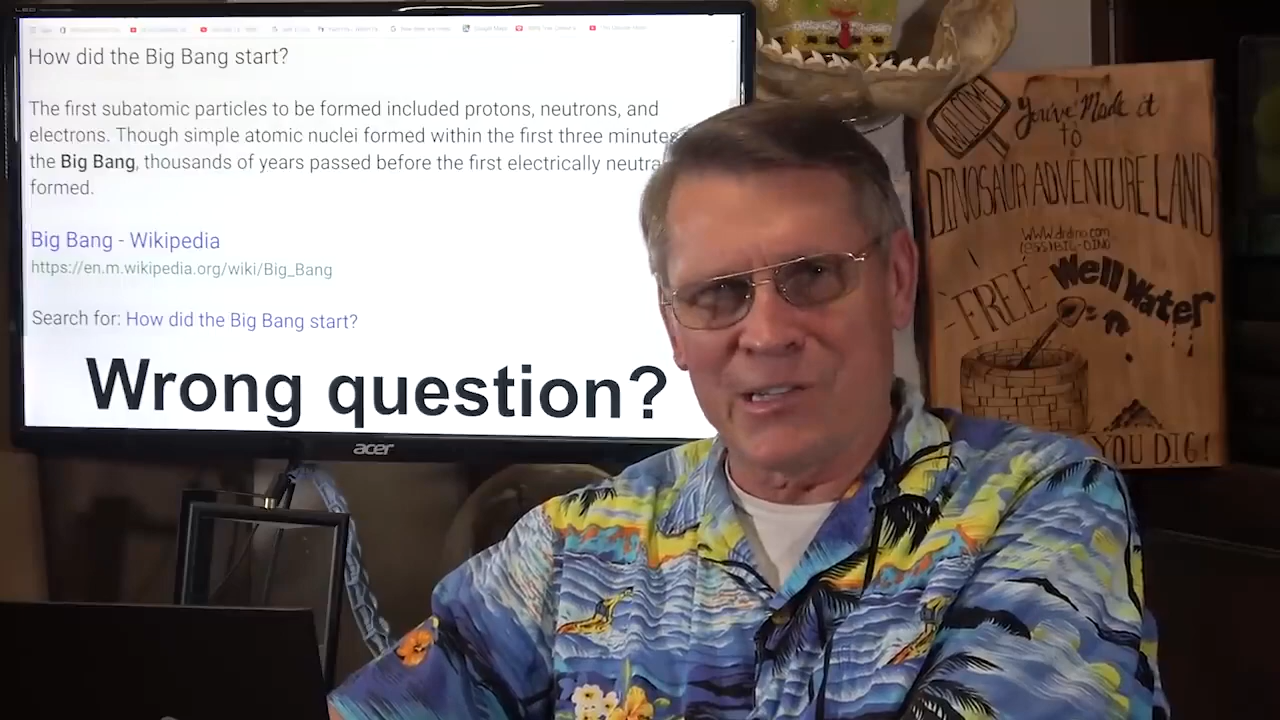 How did the Big Bang start?
The first subatomic particles to be formed included protons, neutrons, and
electrons. Though simple atomic nuclei formed within the first three minutes
the Big Bang, thousands of years passed before the first electrically neutral
formed.
Big Bang - Wikipedia
https://en.m.wikipedia.org/wiki/Big_Bang
Search for: How did the Big Bang start?
Wrong question?
acer
WELCOME
You've Made it
TO
DINOSAUR ADVENTURE LAND
www.drdino.com
(855)BIG-DINO
FREE Well Water
YOU DIG!